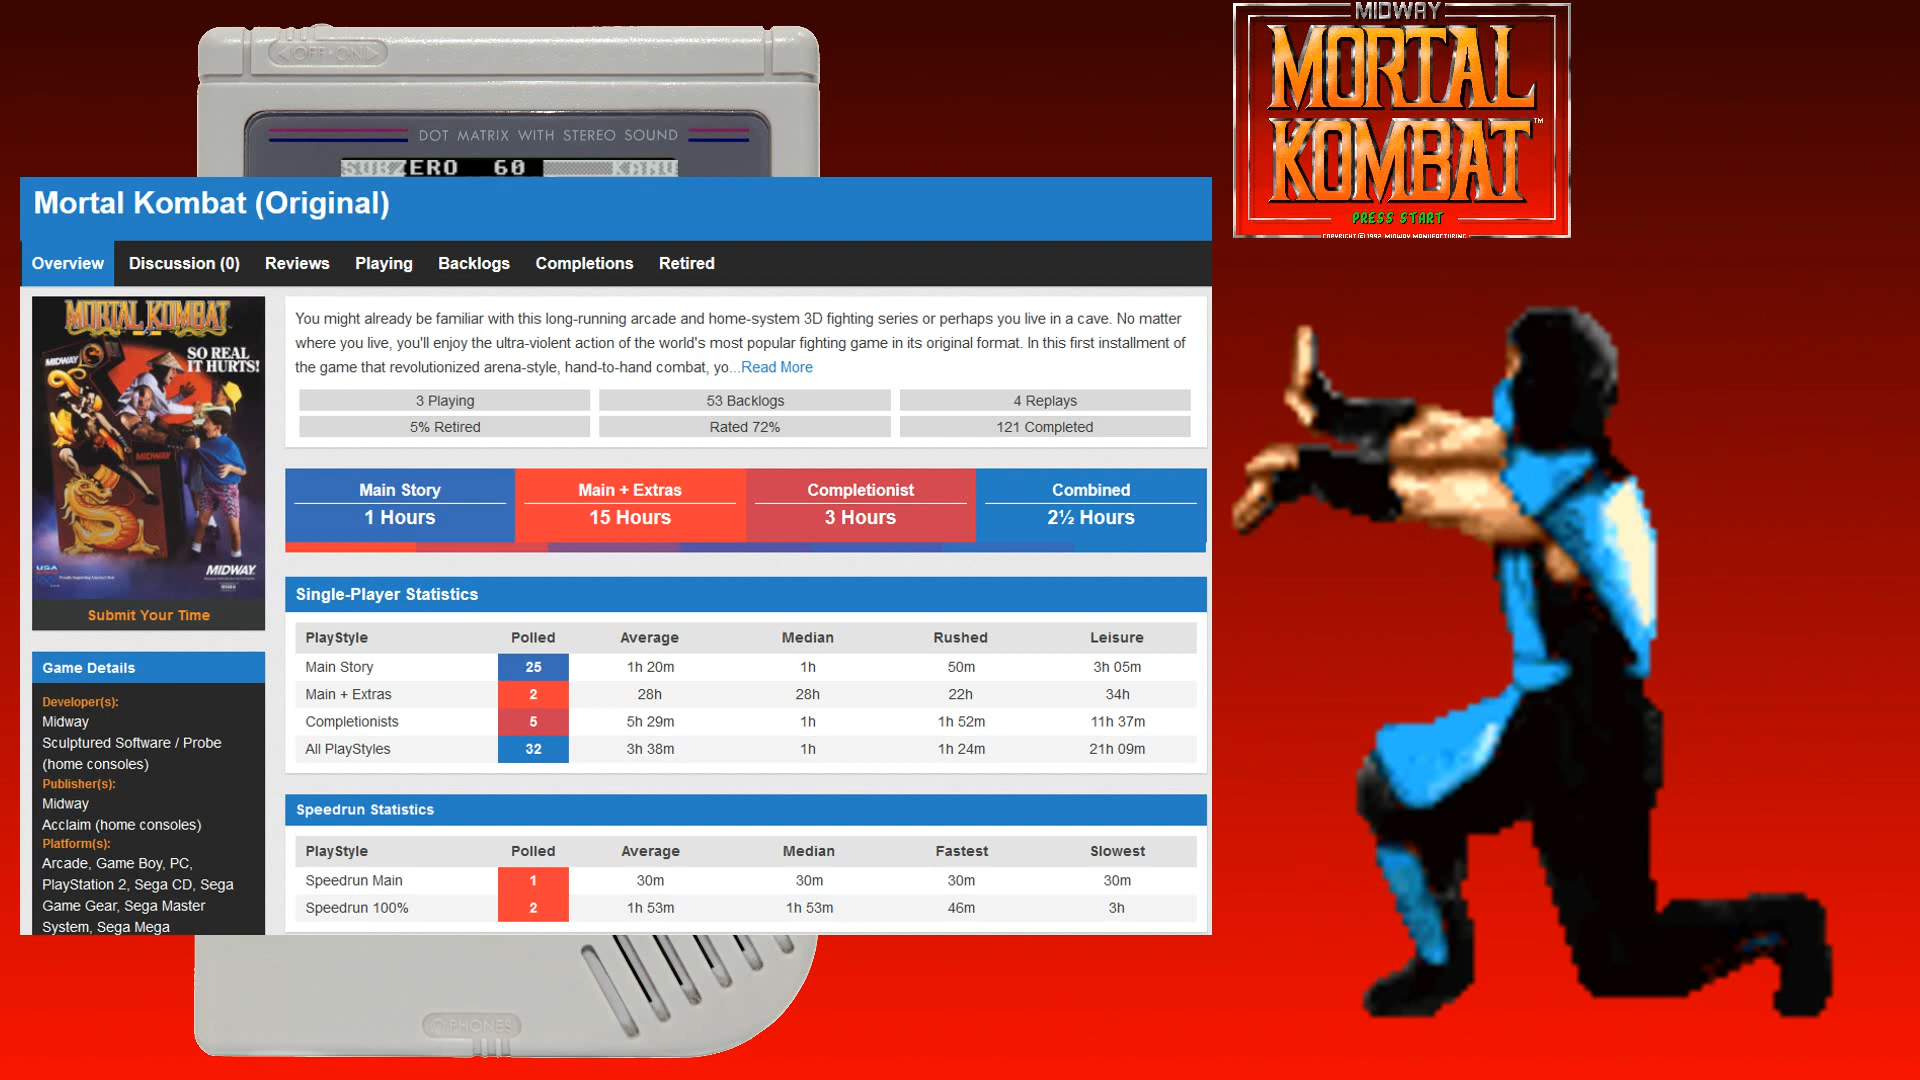 OFF•ON
DOT MATRIX WITH STEREO SOUND
SUBZERO 60 KANO
MIDWAY
MORTAL
KOMBAT™
PRESS START
COPYRIGHT © 1992 MIDWAY MANUFACTURING
Mortal Kombat (Original)
Overview Discussion (0) Reviews Playing Backlogs Completions Retired
MORTAL KOMBAT
MIDWAY
SO REAL
IT HURTS!
MIDWAY
USA
MIDWAY
Submit Your Time
You might already be familiar with this long-running arcade and home-system 3D fighting series or perhaps you live in a cave. No matter
where you live, you'll enjoy the ultra-violent action of the world's most popular fighting game in its original format. In this first installment of
the game that revolutionized arena-style, hand-to-hand combat, yo...Read More
3 Playing 53 Backlogs 4 Replays
5% Retired Rated 72% 121 Completed
Main Story Main + Extras Completionist Combined
1 Hours 15 Hours 3 Hours 2½ Hours
Single-Player Statistics
PlayStyle Polled Average Median Rushed Leisure
Main Story 25 1h 20m 1h 50m 3h 05m
Main + Extras 2 28h 28h 22h 34h
Completionists 5 5h 29m 1h 1h 52m 11h 37m
All PlayStyles 32 3h 38m 1h 1h 24m 21h 09m
Speedrun Statistics
PlayStyle Polled Average Median Fastest Slowest
Speedrun Main 1 30m 30m 30m 30m
Speedrun 100% 2 1h 53m 1h 53m 46m 3h
Game Details
Developer(s):
Midway
Sculptured Software / Probe
(home consoles)
Publisher(s):
Midway
Acclaim (home consoles)
Platform(s):
Arcade, Game Boy, PC,
PlayStation 2, Sega CD, Sega
Game Gear, Sega Master
System, Sega Mega
PHONES